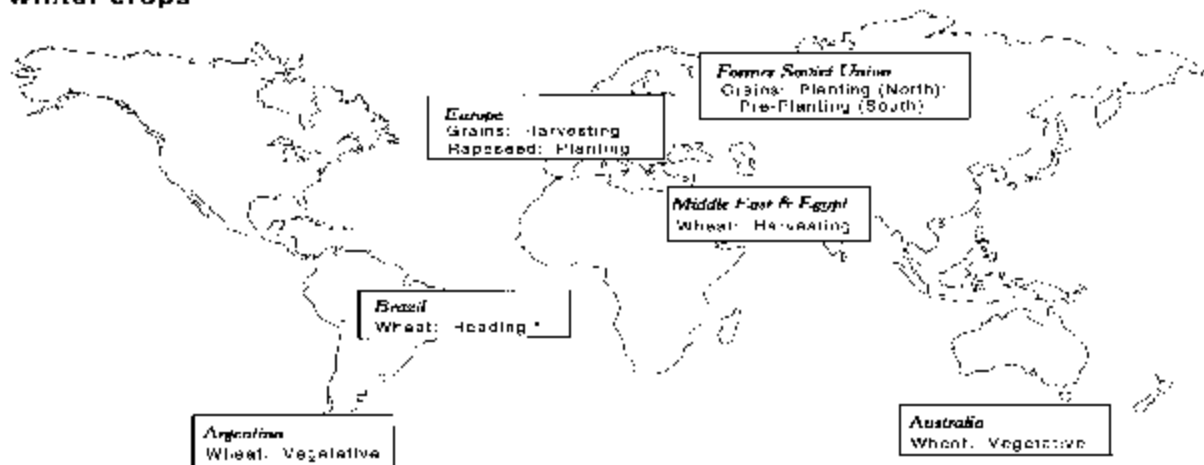 winter crops
Former Soviet Union
Grains: Planting (North);
Pre-Planting (South)
Europe
Grains: Harvesting
Rapeseed: Planting
Middle East & Egypt
Wheat: Harvesting
Brazil
Wheat: Heading *
Argentina
Wheat: Vegetative
Australia
Wheat: Vegetative